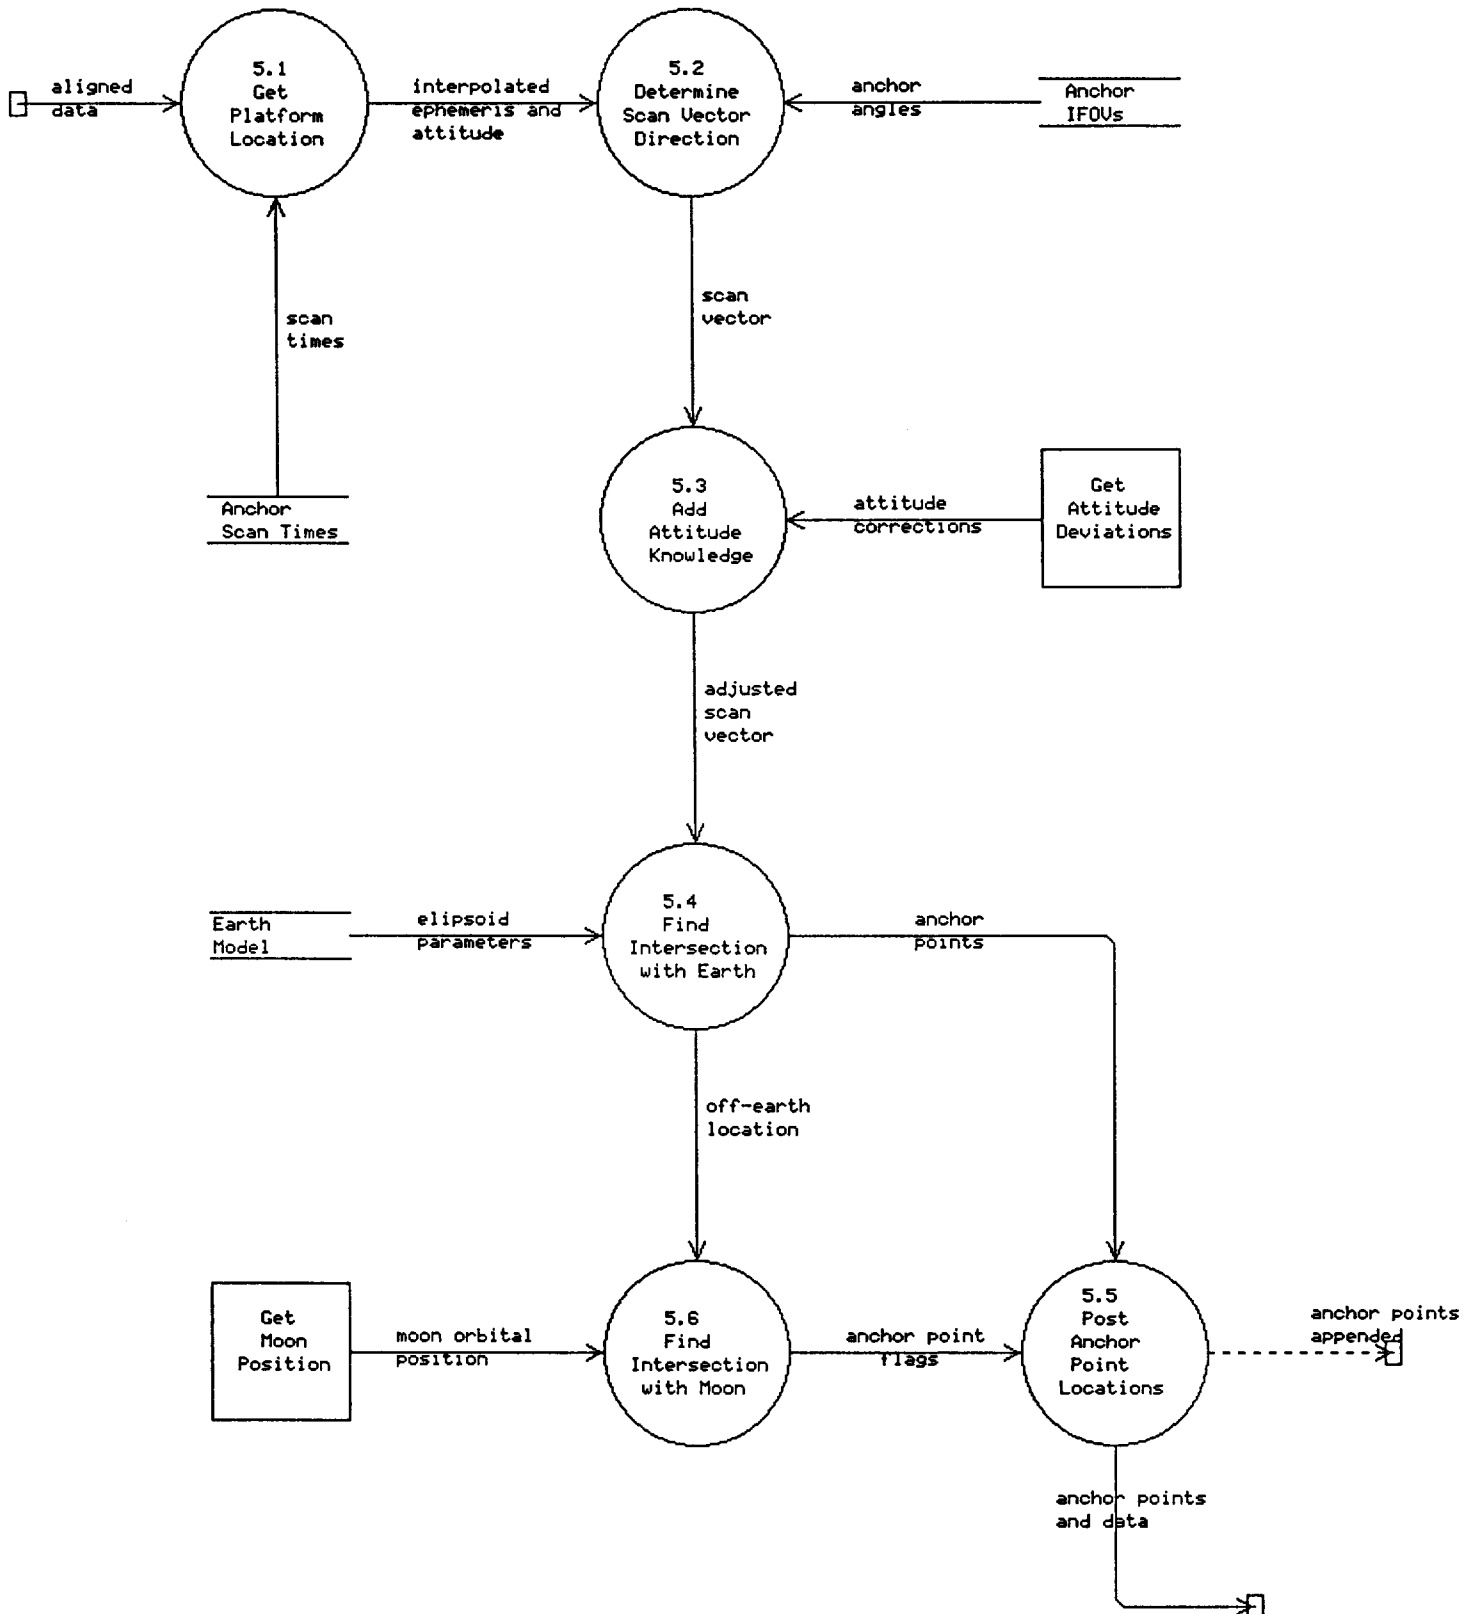 aligned
data
5.1
Get
Platform
Location
interpolated
ephemeris and
attitude
5.2
Determine
Scan Vector
Direction
anchor
angles
Anchor
IFOVs
scan
times
scan
vector
Anchor
Scan Times
5.3
Add
Attitude
Knowledge
attitude
corrections
Get
Attitude
Deviations
adjusted
scan
vector
Earth
Model
elipsoid
parameters
5.4
Find
Intersection
with Earth
anchor
points
off-earth
location
Get
Moon
Position
moon orbital
position
5.6
Find
Intersection
with Moon
anchor point
flags
5.5
Post
Anchor
Point
Locations
anchor points
appended
anchor points
and data